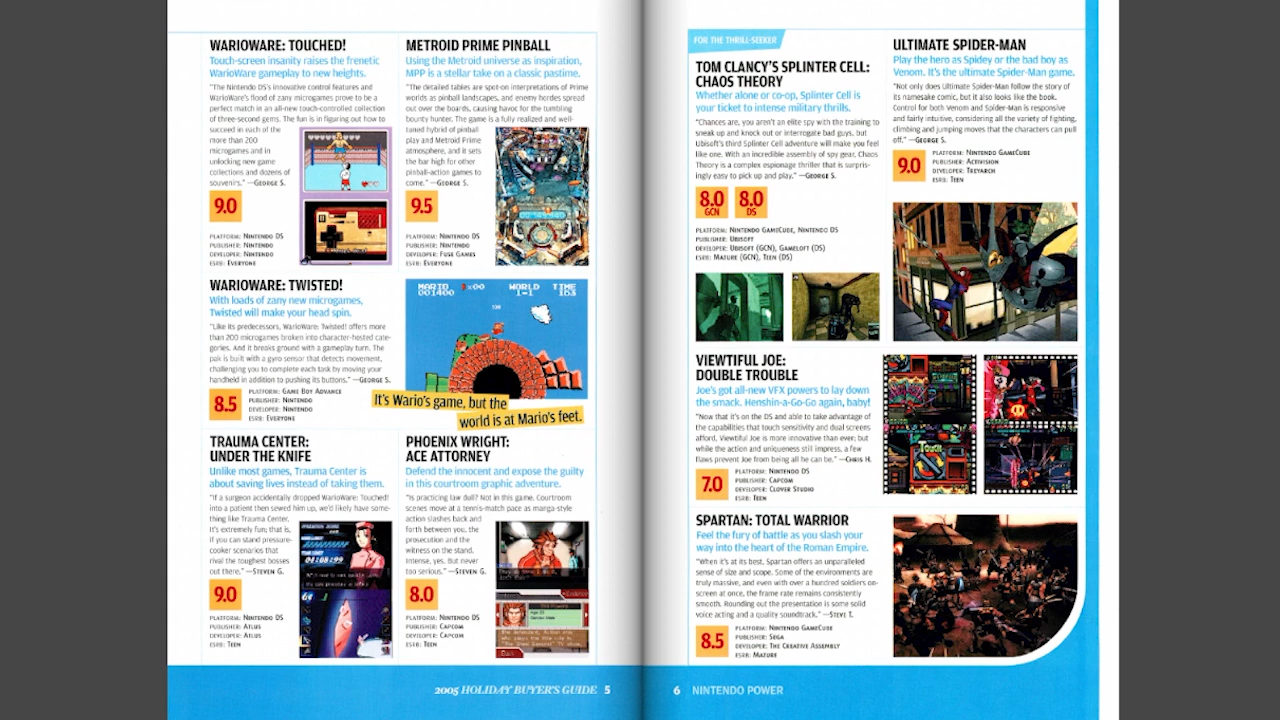 WARIOWARE: TOUCHED!
Touch-screen insanity raises the frenetic
WarioWare gameplay to new heights.
"The Nintendo DS's innovative control features and
WarioWare's flood of zany microgames prove to be a
perfect match in an all-new touch-controlled collection
of three-second gems. The fun is in figuring out how to
succeed in each of the
more than 200
microgames and in
unlocking new game
collections and dozens of
souvenirs." —George S.
9.0
Platform: Nintendo DS
Publisher: Nintendo
Developer: Nintendo
ESRB: Everyone
METROID PRIME PINBALL
Using the Metroid universe as inspiration,
MPP is a stellar take on a classic pastime.
"The detailed tables are spot-on interpretations of Prime
worlds as pinball landscapes, and enemy hordes spread
out over the boards, causing havoc for the tumbling
bounty hunter. The game is a fully realized and well-
tuned hybrid of pinball
play and Metroid Prime
atmosphere, and it sets
the bar high for other
pinball-action games to
come." —George S.
9.5
Platform: Nintendo DS
Publisher: Nintendo
Developer: Fuse Games
ESRB: Everyone
WARIOWARE: TWISTED!
With loads of zany new microgames,
Twisted will make your head spin.
"Like its predecessors, WarioWare: Twisted! offers more
than 200 microgames broken into character-hosted cate-
gories. And it breaks ground with a gameplay turn. The
pak is built with a gyro sensor that detects movement,
challenging you to complete each task by moving your
handheld in addition to pushing its buttons." —George S.
8.5
Platform: Game Boy Advance
Publisher: Nintendo
Developer: Nintendo
ESRB: Everyone
MARIO x00 WORLD TIME
001400 1-1
It's Wario's game, but the
world is at Mario's feet.
TRAUMA CENTER:
UNDER THE KNIFE
Unlike most games, Trauma Center is
about saving lives instead of taking them.
"If a surgeon accidentally dropped WarioWare: Touched!
into a patient then sewed him up, we'd likely have some-
thing like Trauma Center.
It's extremely fun; that is,
if you can stand pressure-
cooker scenarios that
rival the toughest bosses
out there." —Steven G.
9.0
Platform: Nintendo DS
Publisher: Atlus
Developer: Atlus
ESRB: Teen
PHOENIX WRIGHT:
ACE ATTORNEY
Defend the innocent and expose the guilty
in this courtroom graphic adventure.
"Is practicing law dull? Not in this game. Courtroom
scenes move at a tennis-match pace as manga-style
action slashes back and
forth between you, the
prosecution and the
witness on the stand.
Intense, yes. But never
too serious." —Steven G.
8.0
Platform: Nintendo DS
Publisher: Capcom
Developer: Capcom
ESRB: Teen
2005 HOLIDAY BUYER'S GUIDE 5
FOR THE THRILL-SEEKER
TOM CLANCY'S SPLINTER CELL:
CHAOS THEORY
Whether alone or co-op, Splinter Cell is
your ticket to intense military thrills.
"Chances are, you aren't an elite spy with the training to
sneak up and knock out or interrogate bad guys, but
Ubisoft's third Splinter Cell adventure will make you feel
like one. With an incredible assembly of spy gear, Chaos
Theory is a complex espionage thriller that is surpris-
ingly easy to pick up and play." —George S.
8.0 GCN
8.0 DS
Platform: Nintendo GameCube, Nintendo DS
Publisher: Ubisoft
Developer: Ubisoft (GCN), Gameloft (DS)
ESRB: Mature (GCN), Teen (DS)
VIEWTIFUL JOE:
DOUBLE TROUBLE
Joe's got all-new VFX powers to lay down
the smack. Henshin-a-Go-Go again, baby!
"Now that it's on the DS and able to take advantage of
the capabilities that touch sensitivity and dual screens
afford, Viewtiful Joe is more innovative than ever; but
while the action and uniqueness still impress, a few
flaws prevent Joe from being all he can be." —Chris H.
7.0
Platform: Nintendo DS
Publisher: Capcom
Developer: Clover Studio
ESRB: Teen
SPARTAN: TOTAL WARRIOR
Feel the fury of battle as you slash your
way into the heart of the Roman Empire.
"When it's at its best, Spartan offers an unparalleled
sense of size and scope. Some of the environments are
truly massive, and even with over a hundred soldiers on-
screen at once, the frame rate remains consistently
smooth. Rounding out the presentation is some solid
voice acting and a quality soundtrack." —Steve T.
8.5
Platform: Nintendo GameCube
Publisher: Sega
Developer: The Creative Assembly
ESRB: Mature
ULTIMATE SPIDER-MAN
Play the hero as Spidey or the bad boy as
Venom. It's the ultimate Spider-Man game.
"Not only does Ultimate Spider-Man follow the story of
its namesake comic, but it also looks like the book.
Control for both Venom and Spider-Man is responsive
and fairly intuitive, considering all the variety of fighting,
climbing and jumping moves that the characters can pull
off." —George S.
9.0
Platform: Nintendo GameCube
Publisher: Activision
Developer: Treyarch
ESRB: Teen
6 NINTENDO POWER